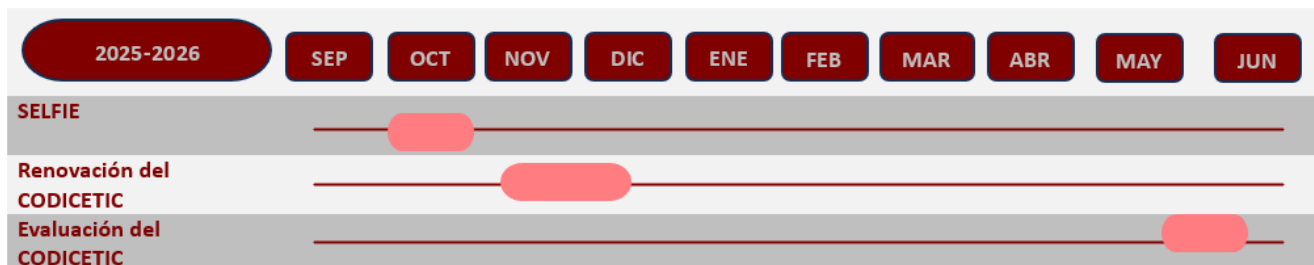 2025-2026 SEP OCT NOV DIC ENE FEB MAR ABR MAY JUN
SELFIE
Renovación del
CODICETIC
Evaluación del
CODICETIC